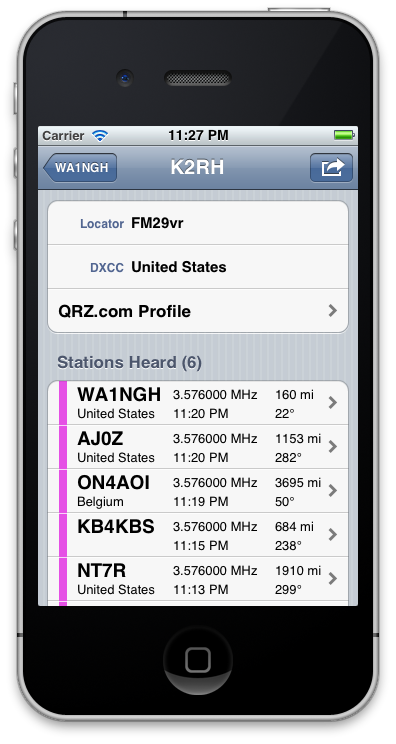 Carrier 11:27 PM
WA1NGH K2RH
Locator FM29vr
DXCC United States
QRZ.com Profile
Stations Heard (6)
WA1NGH 3.576000 MHz 160 mi
United States 11:20 PM 22°
AJ0Z 3.576000 MHz 1153 mi
United States 11:20 PM 282°
ON4AOI 3.576000 MHz 3695 mi
Belgium 11:19 PM 50°
KB4KBS 3.576000 MHz 684 mi
11:15 PM 238°
NT7R 3.576000 MHz 1910 mi
United States 11:13 PM 299°